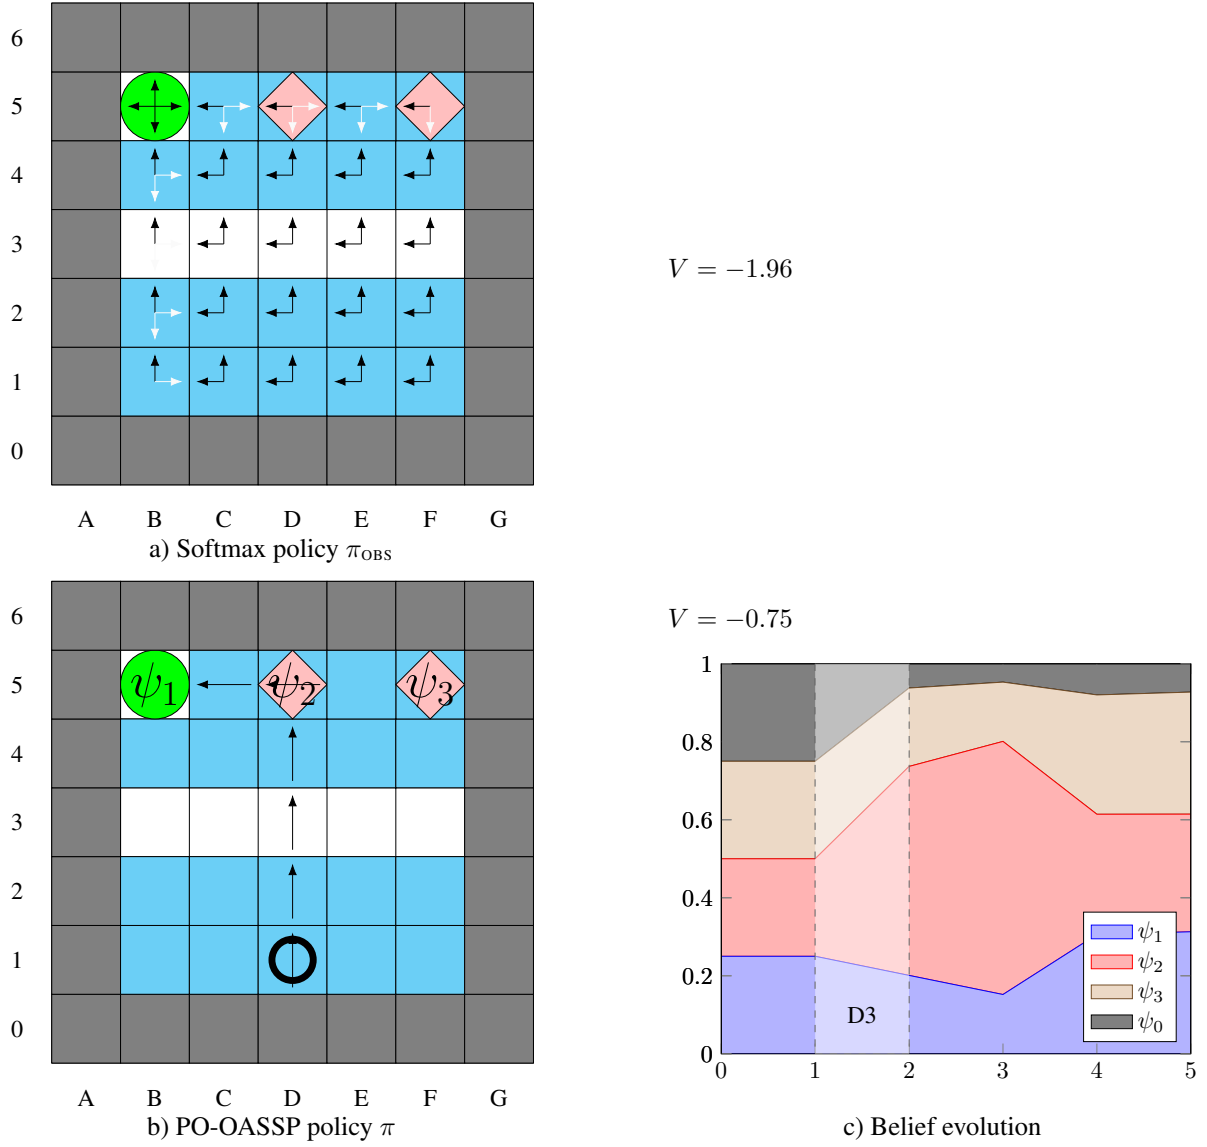 6
5
4
3
2
1
0
A B C D E F G
a) Softmax policy π_OBS
V = −1.96
6
5 ψ₁ ψ₂ ψ₃
4
3
2
1
0
A B C D E F G
b) PO-OASSP policy π
V = −0.75
1
0.8
0.6
0.4
0.2
0
D3
ψ₁
ψ₂
ψ₃
ψ₀
0 1 2 3 4 5
c) Belief evolution